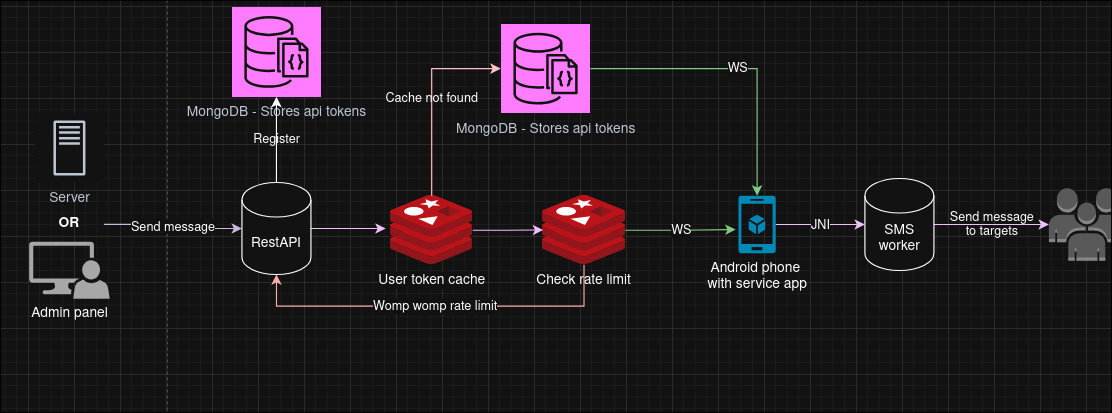 MongoDB - Stores api tokens
Register
Cache not found
MongoDB - Stores api tokens
WS
Server
OR
Admin panel
Send message
RestAPI
User token cache
Check rate limit
Womp womp rate limit
WS
Android phone
with service app
JNI
SMS
worker
Send message
to targets